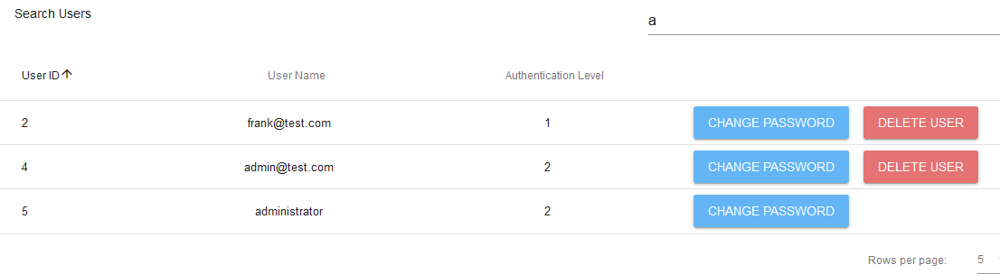 Search Users
a
User ID User Name Authentication Level
2 frank@test.com 1 CHANGE PASSWORD DELETE USER
4 admin@test.com 2 CHANGE PASSWORD DELETE USER
5 administrator 2 CHANGE PASSWORD
Rows per page: 5